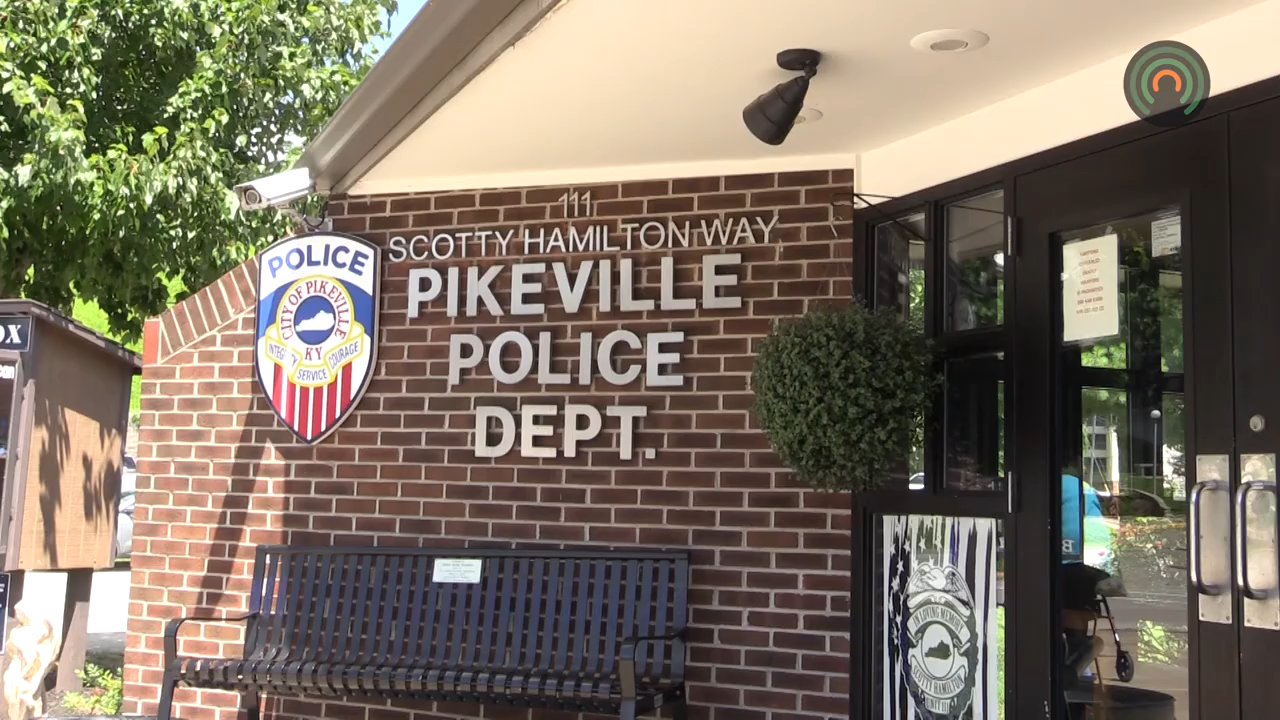 111
SCOTTY HAMILTON WAY
PIKEVILLE
POLICE
DEPT.
POLICE
CITY OF PIKEVILLE
KY
INTEGRITY
SERVICE
COURAGE
OX
IN LOVING MEMORY
SCOTTY HAMILTON